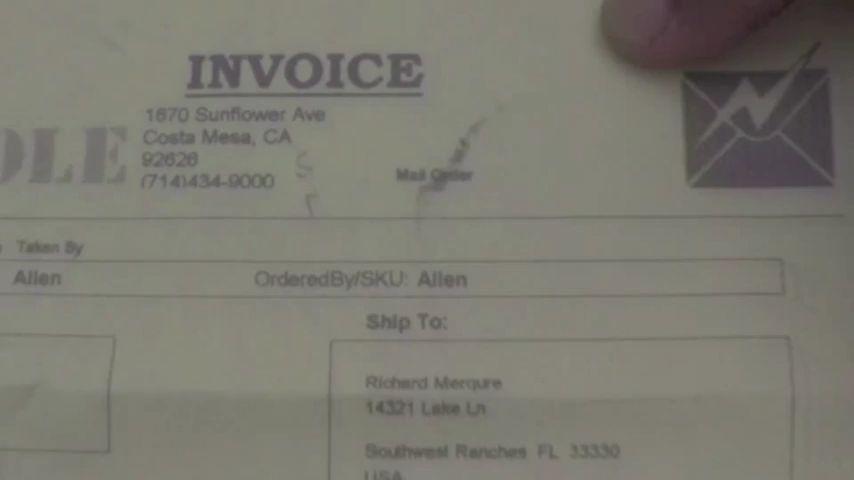 INVOICE
1670 Sunflower Ave
Costa Mesa, CA
92626
(714)434-9000
OLE
Mail Order
Taken By
Allen
OrderedBy/SKU: Allen
Ship To:
Richard Merqure
14321 Lake Ln
Southwest Ranches FL 33330
USA